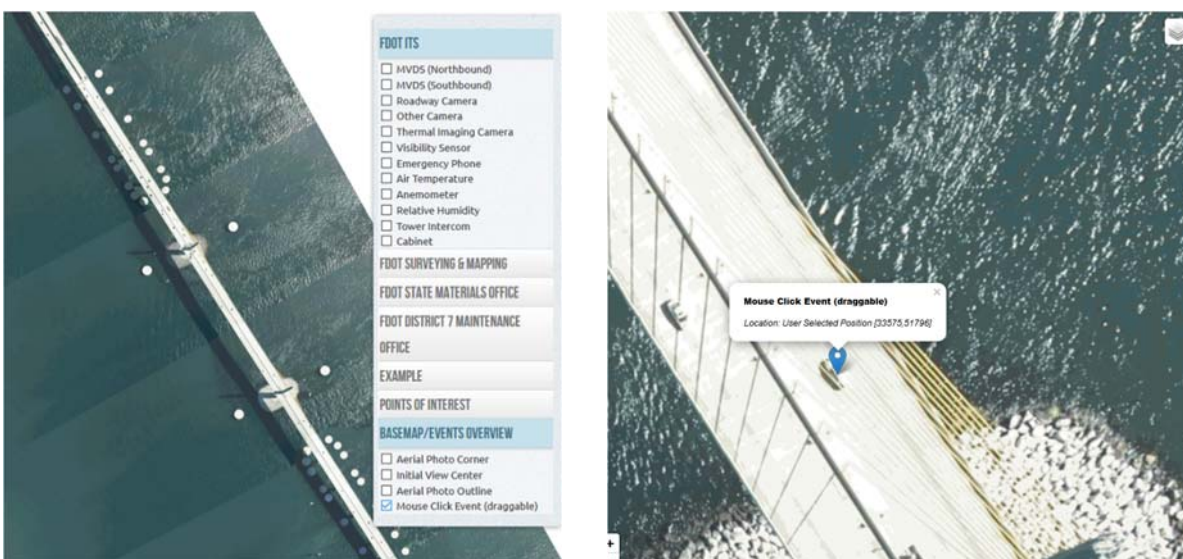 FDOT ITS
MVDS (Northbound)
MVDS (Southbound)
Roadway Camera
Other Camera
Thermal Imaging Camera
Visibility Sensor
Emergency Phone
Air Temperature
Anemometer
Relative Humidity
Tower Intercom
Cabinet
FDOT SURVEYING & MAPPING
FDOT STATE MATERIALS OFFICE
FDOT DISTRICT 7 MAINTENANCE
OFFICE
EXAMPLE
POINTS OF INTEREST
BASEMAP/EVENTS OVERVIEW
Aerial Photo Corner
Initial View Center
Aerial Photo Outline
Mouse Click Event (draggable)
Mouse Click Event (draggable)
Location: User Selected Position [33575,51796]